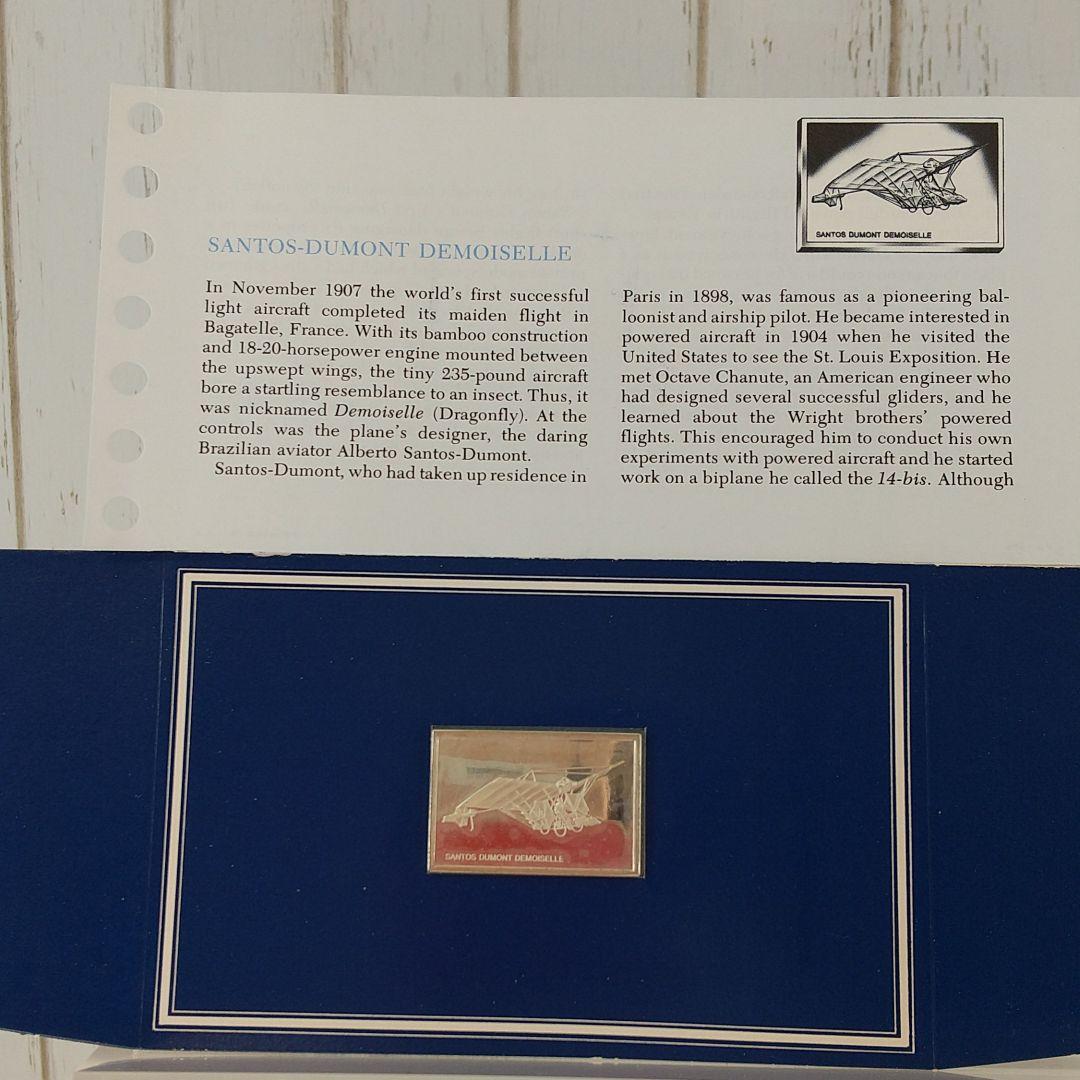 SANTOS DUMONT DEMOISELLE
SANTOS-DUMONT DEMOISELLE
In November 1907 the world's first successful
light aircraft completed its maiden flight in
Bagatelle, France. With its bamboo construction
and 18-20-horsepower engine mounted between
the upswept wings, the tiny 235-pound aircraft
bore a startling resemblance to an insect. Thus, it
was nicknamed Demoiselle (Dragonfly). At the
controls was the plane's designer, the daring
Brazilian aviator Alberto Santos-Dumont.
Santos-Dumont, who had taken up residence in
Paris in 1898, was famous as a pioneering bal-
loonist and airship pilot. He became interested in
powered aircraft in 1904 when he visited the
United States to see the St. Louis Exposition. He
met Octave Chanute, an American engineer who
had designed several successful gliders, and he
learned about the Wright brothers' powered
flights. This encouraged him to conduct his own
experiments with powered aircraft and he started
work on a biplane he called the 14-bis. Although
SANTOS DUMONT DEMOISELLE